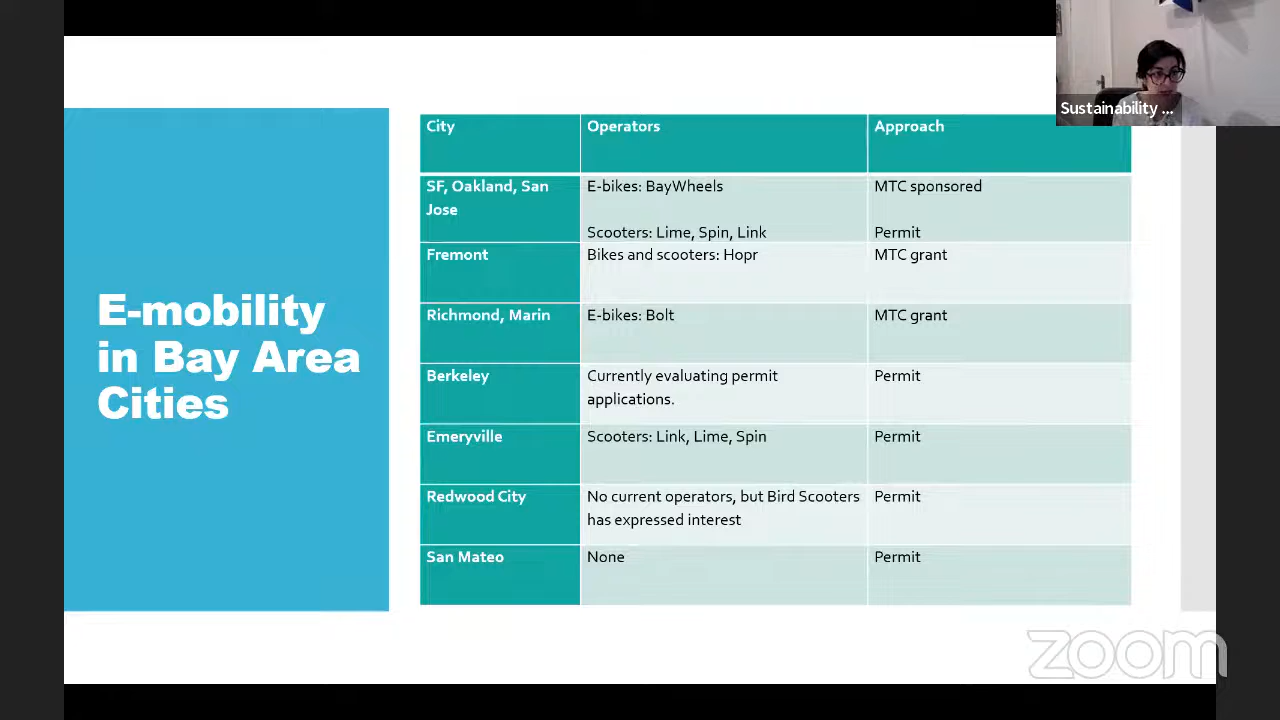 Sustainability ...
E-mobility
in Bay Area
Cities
City Operators Approach
SF, Oakland, San E-bikes: BayWheels MTC sponsored
Jose
Scooters: Lime, Spin, Link Permit
Fremont Bikes and scooters: Hopr MTC grant
Richmond, Marin E-bikes: Bolt MTC grant
Berkeley Currently evaluating permit Permit
applications.
Emeryville Scooters: Link, Lime, Spin Permit
Redwood City No current operators, but Bird Scooters Permit
has expressed interest
San Mateo None Permit
zoom